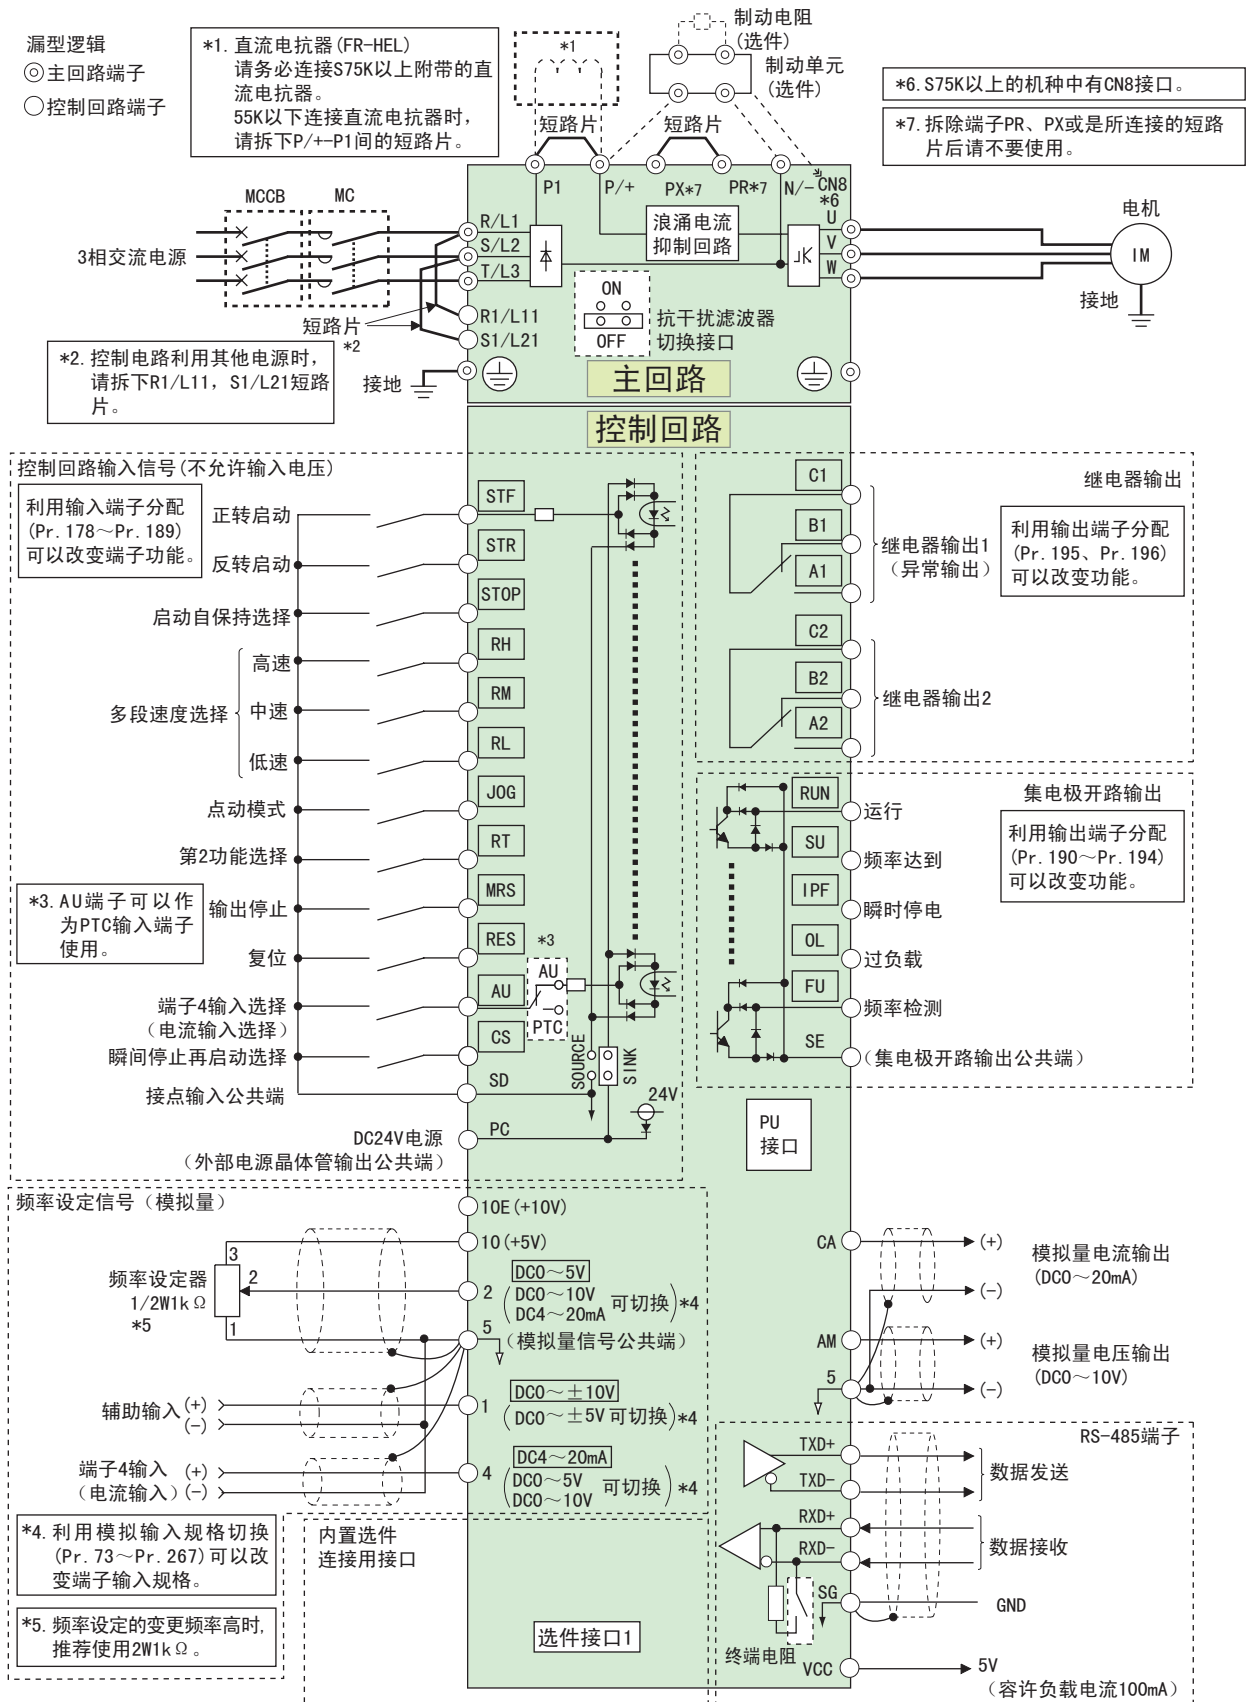 漏型逻辑
◎主回路端子
○控制回路端子
*1. 直流电抗器(FR-HEL)
请务必连接S75K以上附带的直
流电抗器。
55K以下连接直流电抗器时,
请拆下P/+-P1间的短路片。
*1
制动电阻
(选件)
制动单元
(选件)
*6.S75K以上的机种中有CN8接口。
*7.拆除端子PR、PX或是所连接的短路
片后请不要使用。
短路片
短路片
P1
P/+
PX*7
PR*7
N/-
CN8
*6
MCCB
MC
3相交流电源
R/L1
S/L2
T/L3
R1/L11
S1/L21
短路片
*2
浪涌电流
抑制回路
U
V
W
电机
IM
接地
ON
OFF
抗干扰滤波器
切换接口
*2. 控制电路利用其他电源时,
请拆下R1/L11, S1/L21短路
片。
接地
主回路
控制回路
控制回路输入信号(不允许输入电压)
利用输入端子分配
(Pr.178～Pr.189)
可以改变端子功能。
正转启动
STF
反转启动
STR
启动自保持选择
STOP
多段速度选择
高速
RH
中速
RM
低速
RL
点动模式
JOG
第2功能选择
RT
*3.AU端子可以作
为PTC输入端子
使用。
输出停止
MRS
复位
RES
*3
端子4输入选择
(电流输入选择)
AU
AU
PTC
瞬间停止再启动选择
CS
SOURCE
SINK
接点输入公共端
SD
24V
DC24V电源
(外部电源晶体管输出公共端)
PC
继电器输出
C1
B1
A1
继电器输出1
(异常输出)
利用输出端子分配
(Pr.195、Pr.196)
可以改变功能。
C2
B2
A2
继电器输出2
集电极开路输出
利用输出端子分配
(Pr.190～Pr.194)
可以改变功能。
RUN
运行
SU
频率达到
IPF
瞬时停电
OL
过负载
FU
频率检测
SE
(集电极开路输出公共端)
PU
接口
频率设定信号(模拟量)
10E(+10V)
10(+5V)
频率设定器
1/2W1kΩ
*5
3
2
1
2
DC0～5V
DC0～10V
DC4～20mA
可切换
*4
5
(模拟量信号公共端)
辅助输入
(+)
(-)
1
DC0～±10V
(DC0～±5V可切换)*4
端子4输入
(电流输入)
(+)
(-)
4
DC4～20mA
DC0～5V
DC0～10V
可切换
*4
*4.利用模拟输入规格切换
(Pr.73～Pr.267)可以改
变端子输入规格。
*5.频率设定的变更频率高时,
推荐使用2W1kΩ。
内置选件
连接用接口
选件接口1
CA
(+)
(-)
模拟量电流输出
(DC0～20mA)
AM
5
(+)
(-)
模拟量电压输出
(DC0～10V)
RS-485端子
TXD+
TXD-
数据发送
RXD+
RXD-
数据接收
SG
GND
终端电阻
VCC
5V
(容许负载电流100mA)